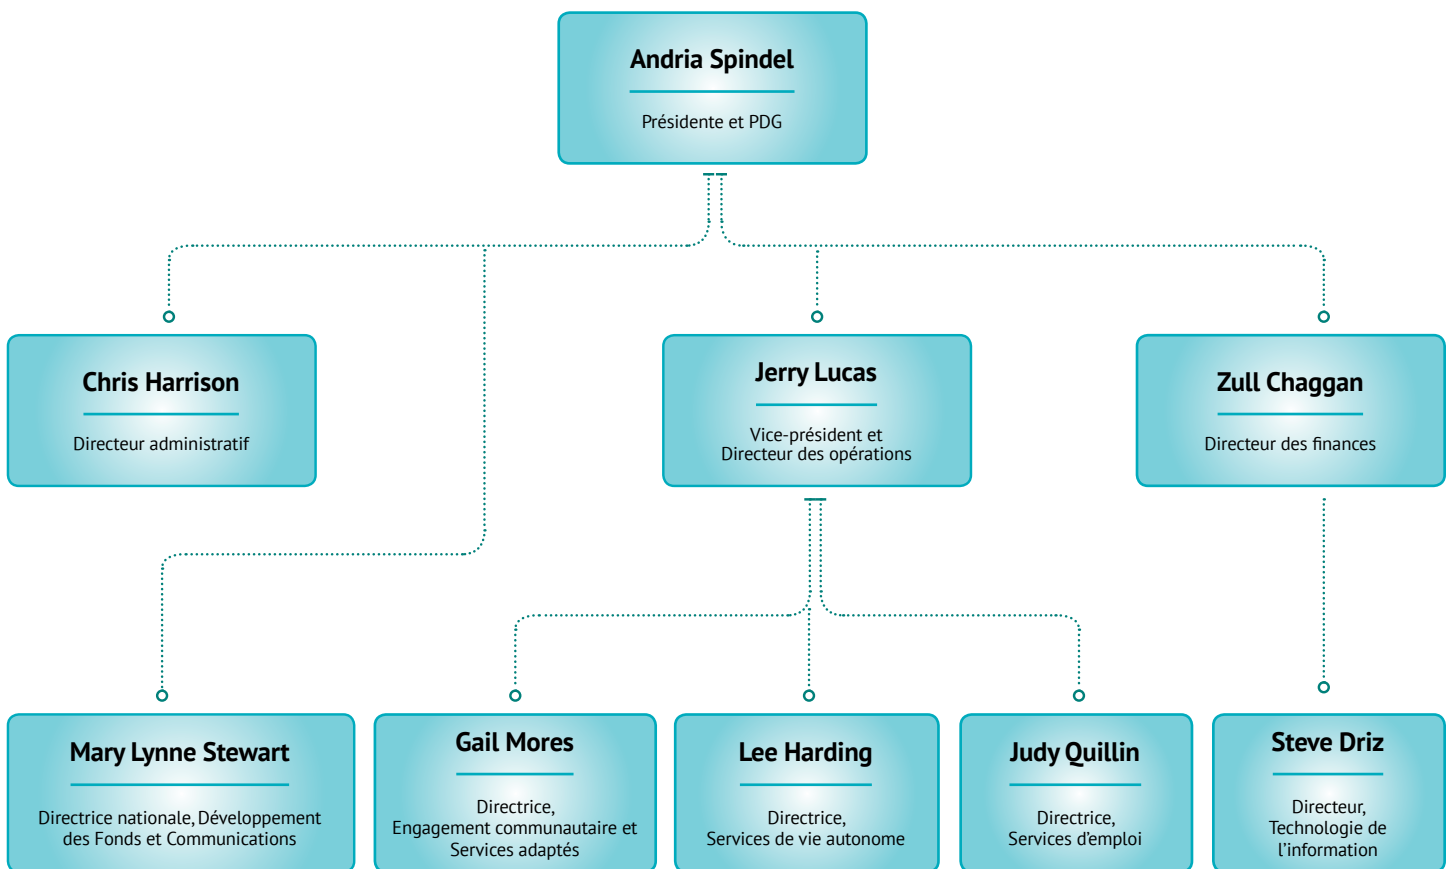 Andria Spindel
Présidente et PDG
Chris Harrison
Directeur administratif
Jerry Lucas
Vice-président et
Directeur des opérations
Zull Chaggan
Directeur des finances
Mary Lynne Stewart
Directrice nationale, Développement
des Fonds et Communications
Gail Mores
Directrice,
Engagement communautaire et
Services adaptés
Lee Harding
Directrice,
Services de vie autonome
Judy Quillin
Directrice,
Services d'emploi
Steve Driz
Directeur,
Technologie de
l'information